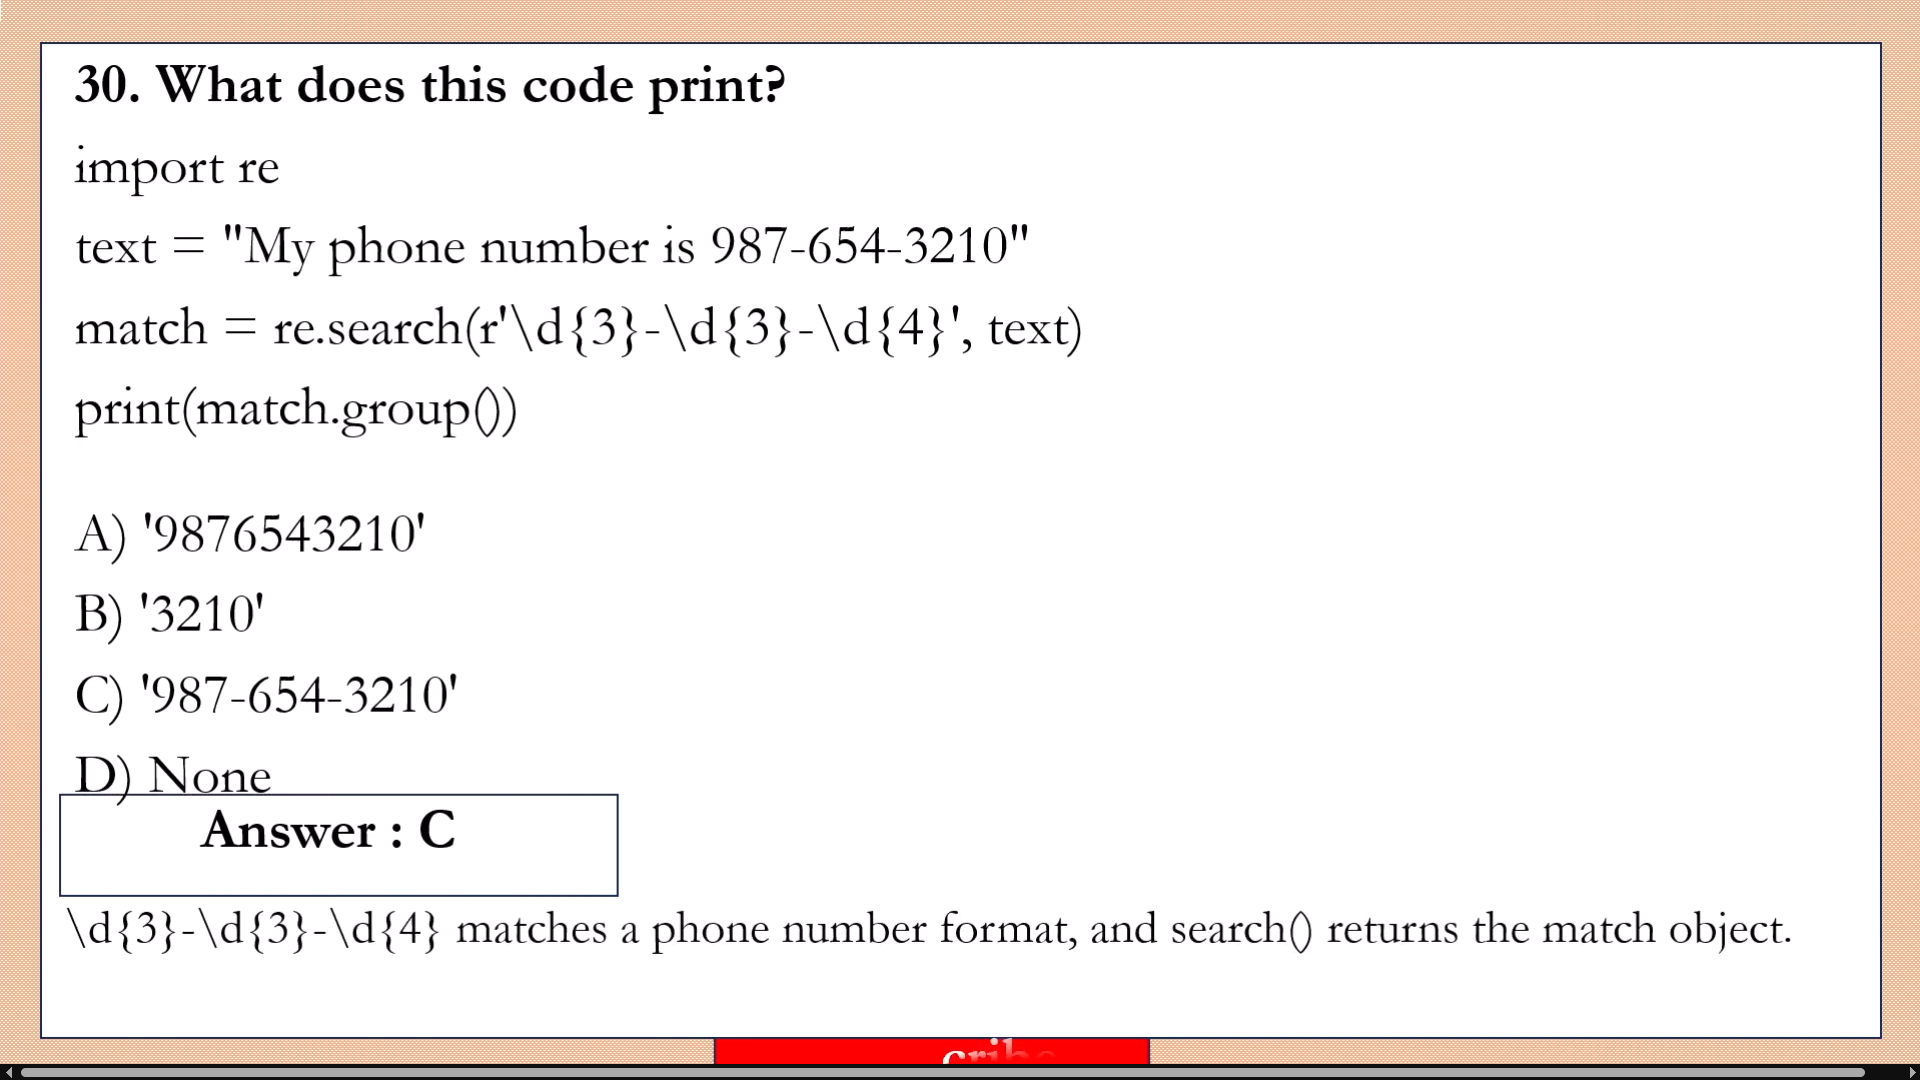 30. What does this code print?
import re
text = "My phone number is 987-654-3210"
match = re.search(r'\d{3}-\d{3}-\d{4}', text)
print(match.group())
A) '9876543210'
B) '3210'
C) '987-654-3210'
D) None
Answer : C
\d{3}-\d{3}-\d{4} matches a phone number format, and search() returns the match object.